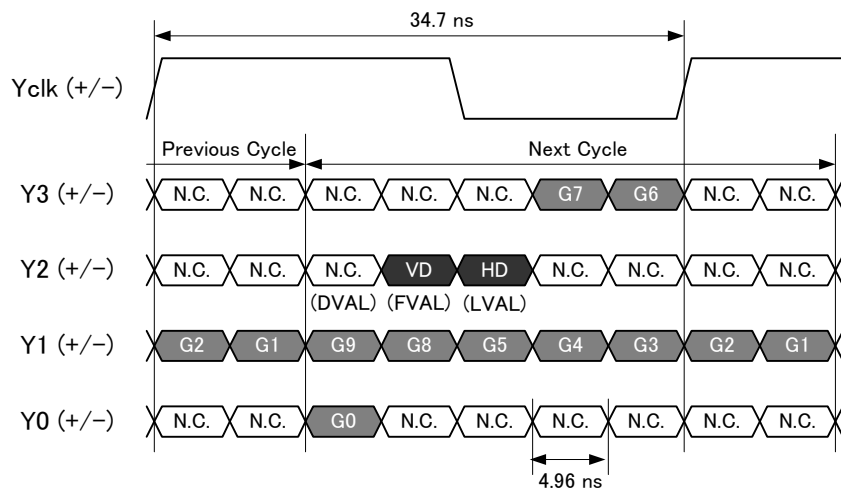 34.7 ns
Yclk (+/−)
Previous Cycle Next Cycle
Y3 (+/−) N.C. N.C. N.C. N.C. N.C. G7 G6 N.C. N.C.
Y2 (+/−) N.C. N.C. N.C. VD HD N.C. N.C. N.C. N.C.
(DVAL) (FVAL) (LVAL)
Y1 (+/−) G2 G1 G9 G8 G5 G4 G3 G2 G1
Y0 (+/−) N.C. N.C. G0 N.C. N.C. N.C. N.C. N.C. N.C.
4.96 ns